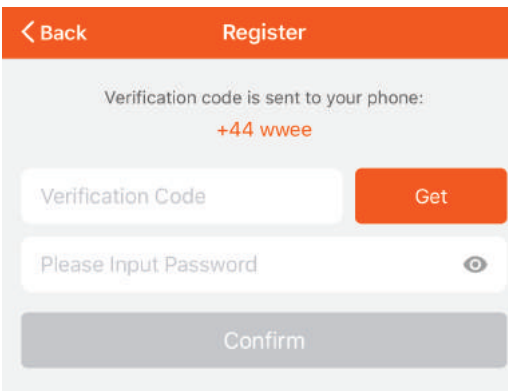 Back Register
Verification code is sent to your phone:
+44 wwee
Verification Code Get
Please Input Password
Confirm